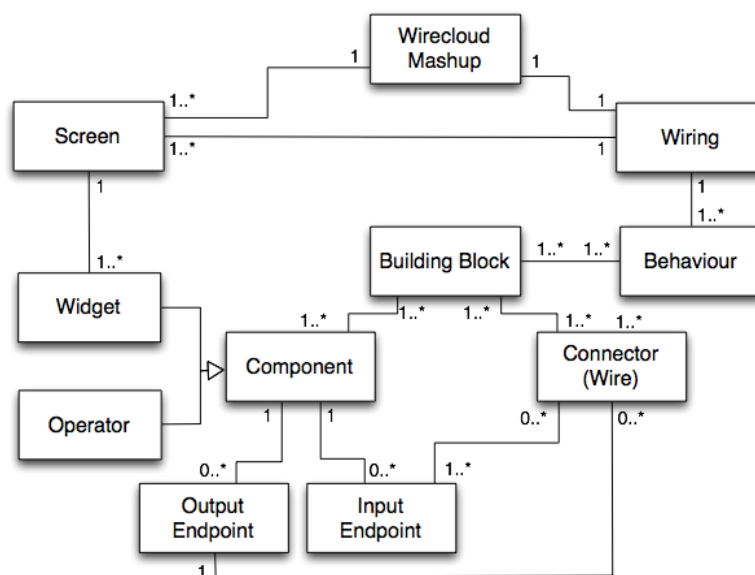 Wirecloud
Mashup
1
1
1..*
1
Screen
Wiring
1..*
1
1
1
1..*
1..*
Building Block
1..*
1..*
Behaviour
Widget
1..*
1..*
1..*
1..*
1..*
Component
Connector
(Wire)
Operator
1
1
0..*
0..*
0..*
0..*
1..*
Output
Endpoint
Input
Endpoint
1